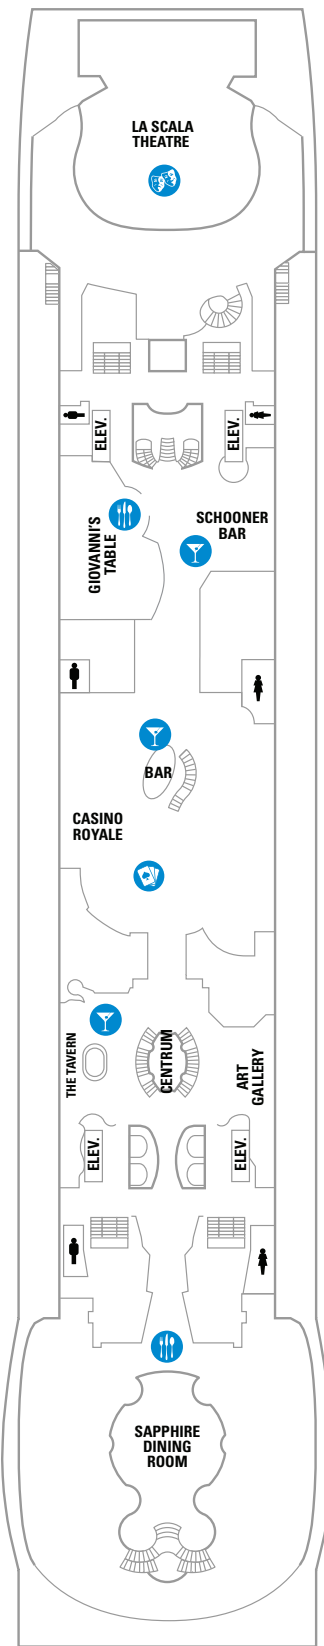 LA SCALA
THEATRE
ELEV.
ELEV.
GIOVANNI'S
TABLE
SCHOONER
BAR
BAR
CASINO
ROYALE
THE TAVERN
CENTRUM
ART
GALLERY
ELEV.
ELEV.
SAPPHIRE
DINING
ROOM